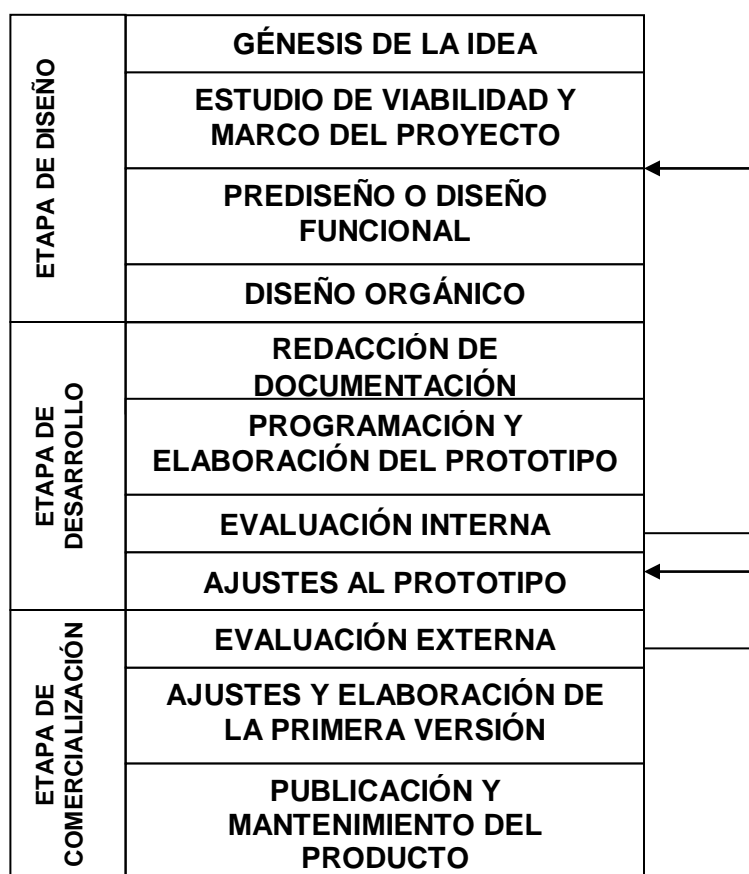 ETAPA DE DISEÑO
GÉNESIS DE LA IDEA
ESTUDIO DE VIABILIDAD Y
MARCO DEL PROYECTO
PREDISEÑO O DISEÑO
FUNCIONAL
DISEÑO ORGÁNICO
ETAPA DE
DESARROLLO
REDACCIÓN DE
DOCUMENTACIÓN
PROGRAMACIÓN Y
ELABORACIÓN DEL PROTOTIPO
EVALUACIÓN INTERNA
AJUSTES AL PROTOTIPO
ETAPA DE
COMERCIALIZACIÓN
EVALUACIÓN EXTERNA
AJUSTES Y ELABORACIÓN DE
LA PRIMERA VERSIÓN
PUBLICACIÓN Y
MANTENIMIENTO DEL
PRODUCTO